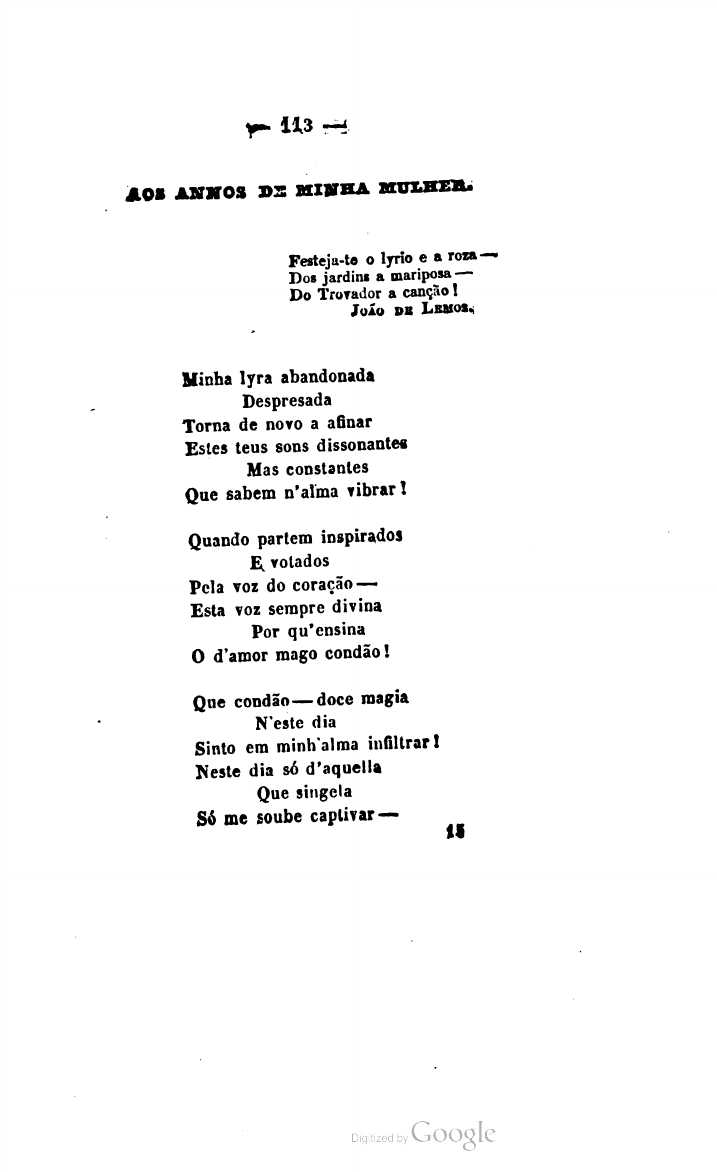 — 113 —
AOS ANNOS DE MINHA MULHER.
Festeja-te o lyrio e a roza—
Dos jardins a mariposa—
Do Trovador a canção!
JOÃO DE LEMOS.
Minha lyra abandonada
Despresada
Torna de novo a afinar
Estes teus sons dissonantes
Mas constantes
Que sabem n'alma vibrar!
Quando partem inspirados
E votados
Pela voz do coração—
Esta voz sempre divina
Por qu'ensina
O d'amor mago condão!
Que condão—doce magia
N'este dia
Sinto em minh'alma infiltrar!
Neste dia só d'aquella
Que singela
Só me soube captivar—
15
Digitized by Google